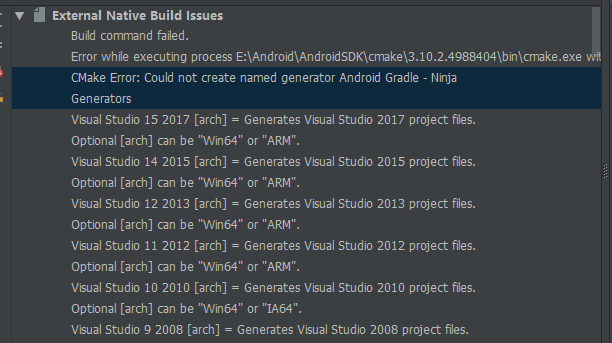 External Native Build Issues
Build command failed.
Error while executing process E:\Android\AndroidSDK\cmake\3.10.2.4988404\bin\cmake.exe wit
CMake Error: Could not create named generator Android Gradle - Ninja
Generators
Visual Studio 15 2017 [arch] = Generates Visual Studio 2017 project files.
Optional [arch] can be "Win64" or "ARM".
Visual Studio 14 2015 [arch] = Generates Visual Studio 2015 project files.
Optional [arch] can be "Win64" or "ARM".
Visual Studio 12 2013 [arch] = Generates Visual Studio 2013 project files.
Optional [arch] can be "Win64" or "ARM".
Visual Studio 11 2012 [arch] = Generates Visual Studio 2012 project files.
Optional [arch] can be "Win64" or "ARM".
Visual Studio 10 2010 [arch] = Generates Visual Studio 2010 project files.
Optional [arch] can be "Win64" or "IA64".
Visual Studio 9 2008 [arch] = Generates Visual Studio 2008 project files.